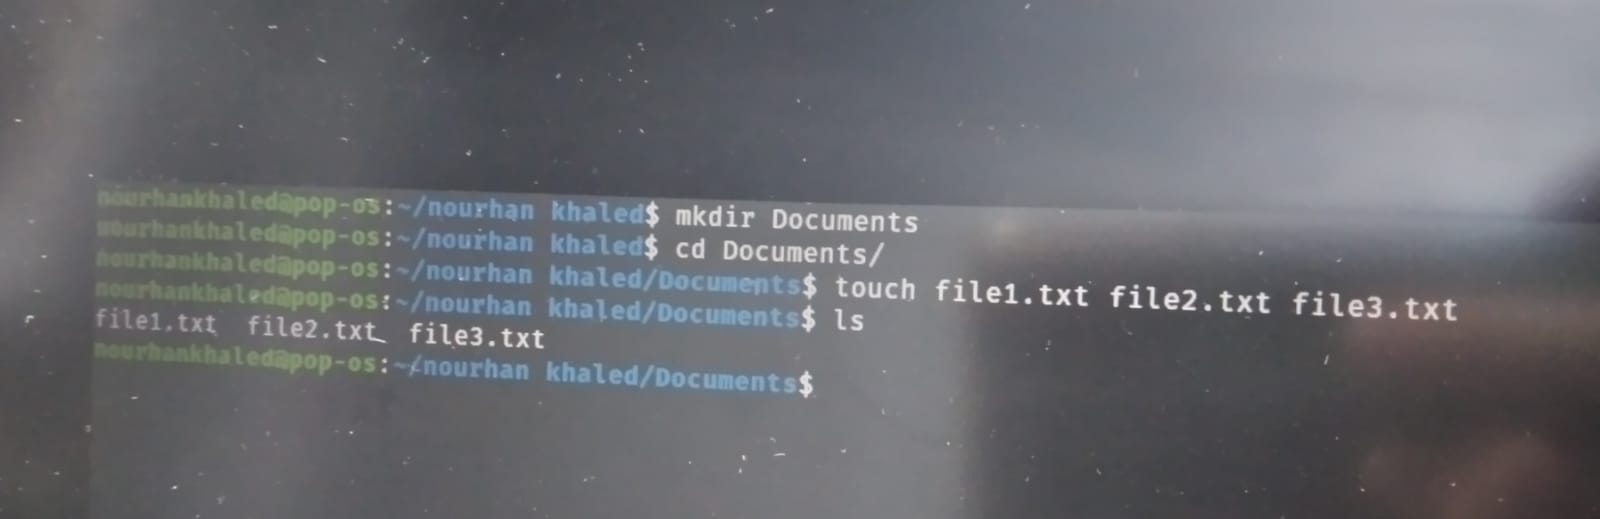 nourhankhaled@pop-os:~/nourhan khaled$ mkdir Documents
nourhankhaled@pop-os:~/nourhan khaled$ cd Documents/
nourhankhaled@pop-os:~/nourhan khaled/Documents$ touch file1.txt file2.txt file3.txt
nourhankhaled@pop-os:~/nourhan khaled/Documents$ ls
file1.txt file2.txt file3.txt
nourhankhaled@pop-os:~/nourhan khaled/Documents$